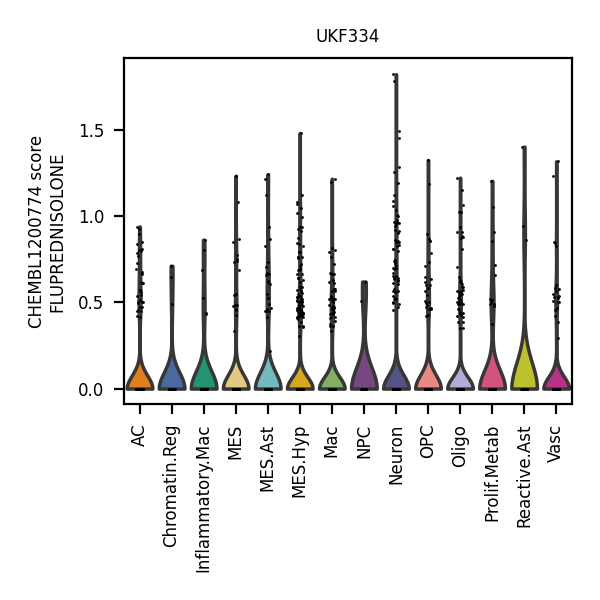 UKF334
CHEMBL1200774 score
FLUPREDNISOLONE
1.5
1.0
0.5
0.0
AC
Chromatin.Reg
Inflammatory.Mac
MES
MES.Ast
MES.Hyp
Mac
NPC
Neuron
OPC
Oligo
Prolif.Metab
Reactive.Ast
Vasc